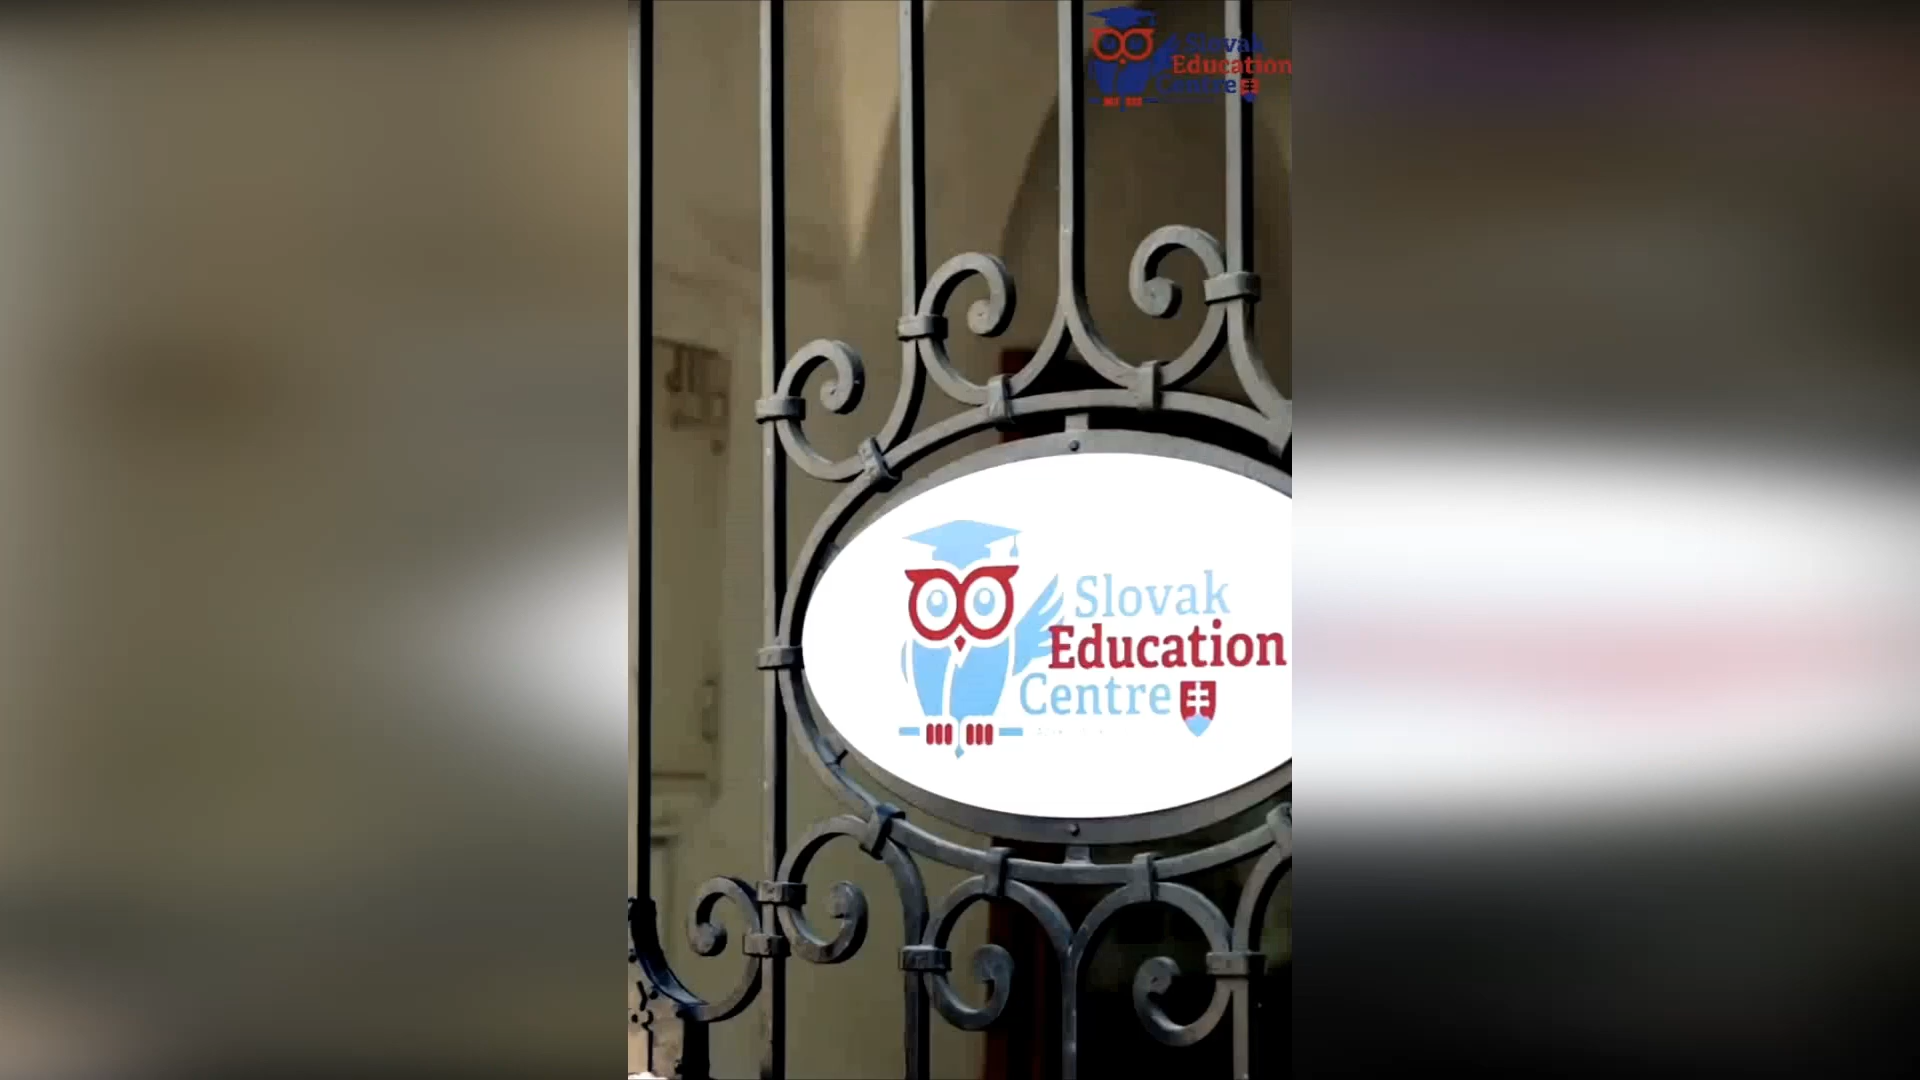 Slovak
Education
Centre
Slovak
Education
Centre